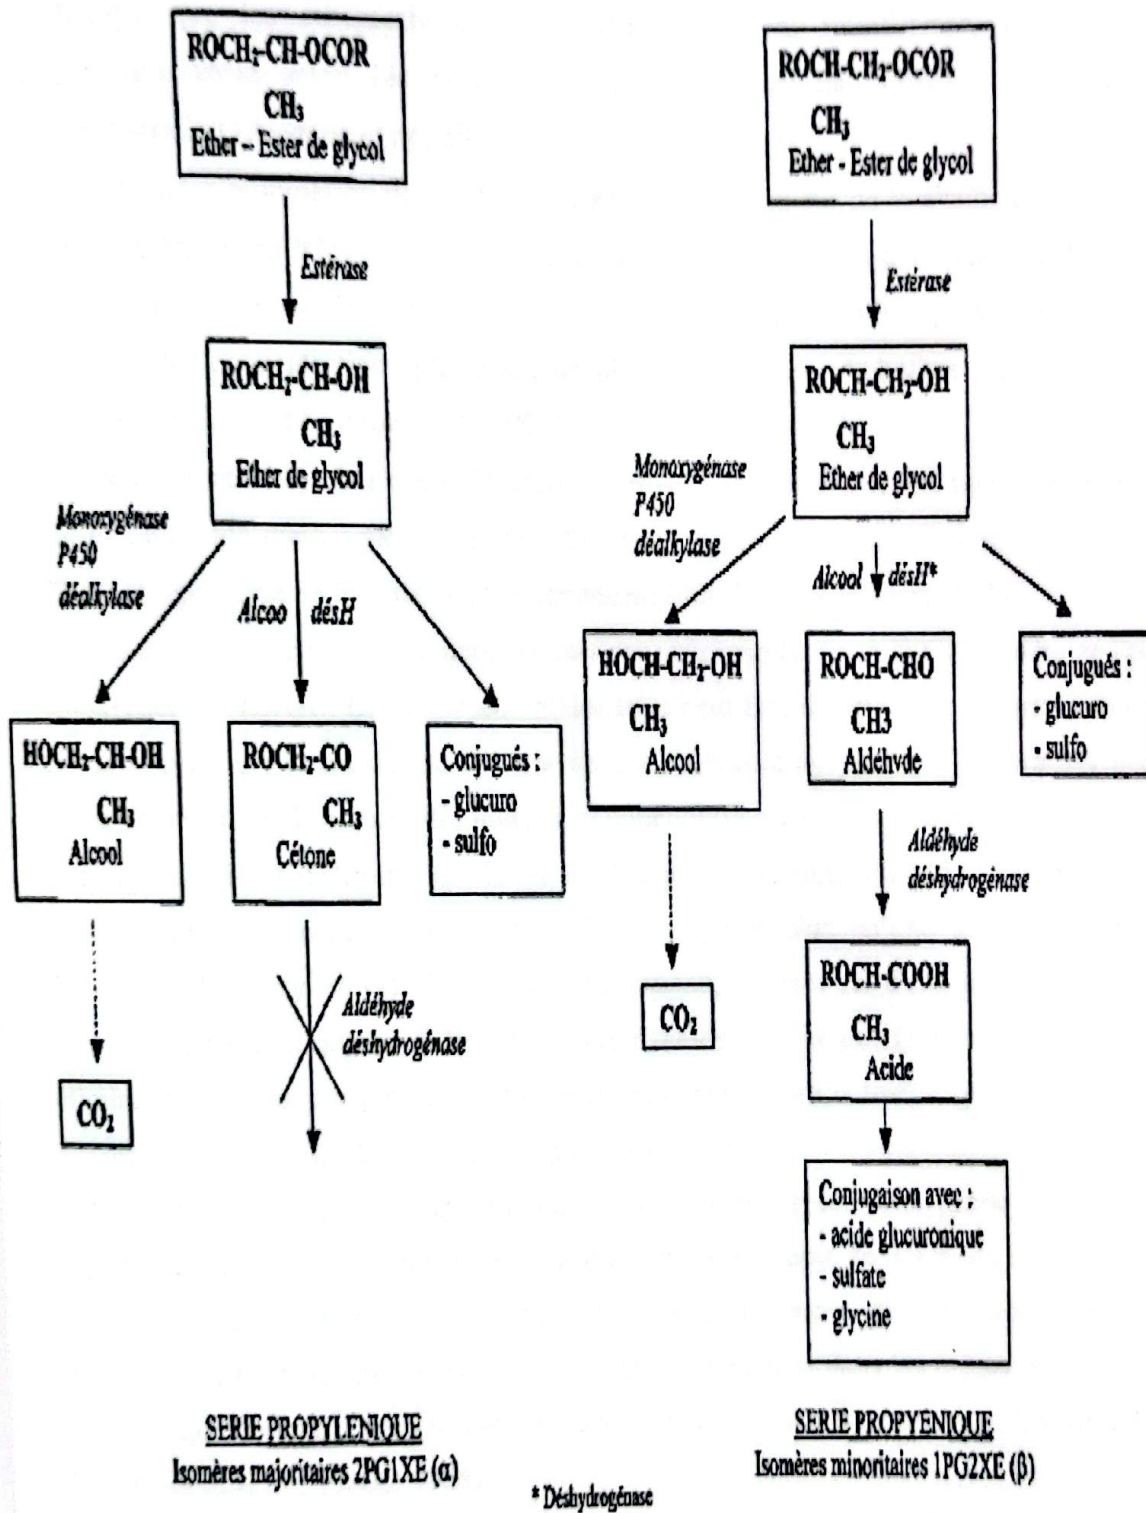 ROCH₂-CH-OCOR
CH₃
Ether – Ester de glycol
Estérase
ROCH₂-CH-OH
CH₃
Ether de glycol
Monoxygénase
P450
déalkylase
Alcoo désH
HOCH₂-CH-OH
CH₃
Alcool
ROCH₂-CO
CH₃
Cétone
Conjugués :
- glucuro
- sulfo
CO₂
Aldéhyde
déshydrogénase
SERIE PROPYLENIQUE
Isomères majoritaires 2PG1XE (α)
ROCH-CH₂-OCOR
CH₃
Ether - Ester de glycol
Estérase
ROCH-CH₂-OH
CH₃
Ether de glycol
Monoxygénase
P450
déalkylase
Alcool désH*
HOCH-CH₂-OH
CH₃
Alcool
ROCH-CHO
CH3
Aldéhyde
Conjugués :
- glucuro
- sulfo
CO₂
Aldéhyde
déshydrogénase
ROCH-COOH
CH₃
Acide
Conjugaison avec :
- acide glucuronique
- sulfate
- glycine
SERIE PROPYENIQUE
Isomères minoritaires 1PG2XE (β)
* Déshydrogénase